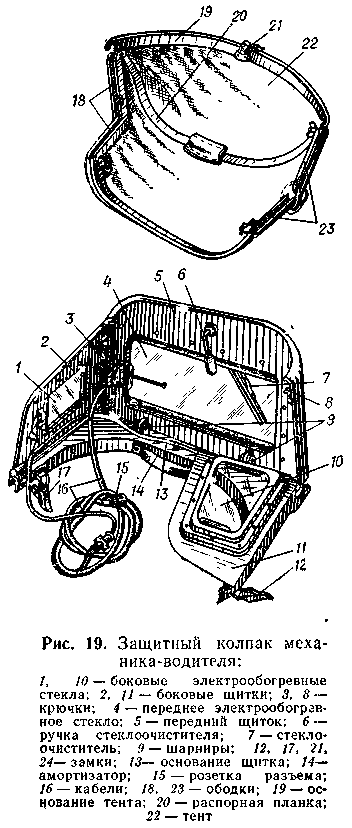 19
20
21
22
18
23
6
5
4
3
2
1
7
8
9
10
17
16
15
14
13
11
12
Рис. 19. Защитный колпак меха-
ника-водителя:
1, 10 — боковые электрообогревные
стекла; 2, 11 — боковые щитки; 3, 8 —
крючки; 4 — переднее электрообогрев-
ное стекло; 5 — передний щиток; 6 —
ручка стеклоочистителя; 7 — стекло-
очиститель; 9 — шарниры; 12, 17, 21,
24 — замки; 13 — основание щитка; 14 —
амортизатор; 15 — розетка разъема;
16 — кабели; 18, 23 — ободки; 19 — ос-
нование тента; 20 — распорная планка;
22 — тент